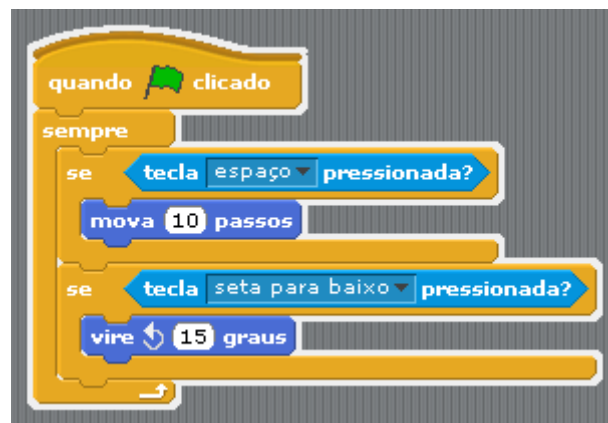 quando clicado
sempre
se tecla espaço pressionada?
mova 10 passos
se tecla seta para baixo pressionada?
vire 15 graus